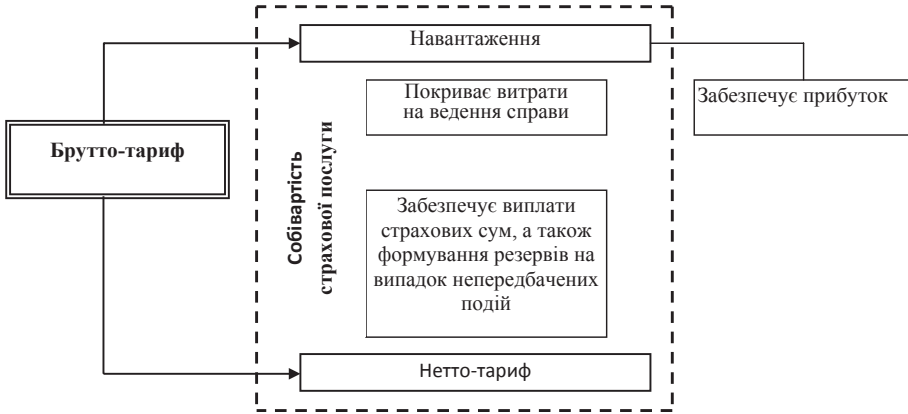 Навантаження
Покриває витрати
на ведення справи
Забезпечує прибуток
Брутто-тариф
Собівартість
страхової послуги
Забезпечує виплати
страхових сум, а також
формування резервів на
випадок непередбачених
подій
Нетто-тариф